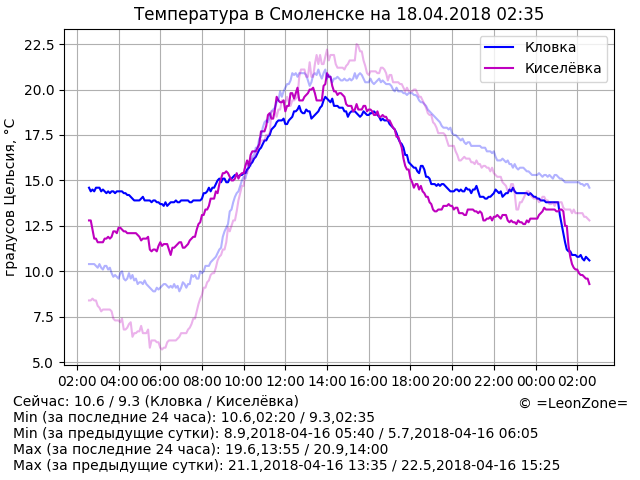 Температура в Смоленске на 18.04.2018 02:35
Кловка
Киселёвка
градусов Цельсия, °C
22.5
20.0
17.5
15.0
12.5
10.0
7.5
5.0
02:00 04:00 06:00 08:00 10:00 12:00 14:00 16:00 18:00 20:00 22:00 00:00 02:00
Сейчас: 10.6 / 9.3 (Кловка / Киселёвка)
© =LeonZone=
Min (за последние 24 часа): 10.6,02:20 / 9.3,02:35
Min (за предыдущие сутки): 8.9,2018-04-16 05:40 / 5.7,2018-04-16 06:05
Max (за последние 24 часа): 19.6,13:55 / 20.9,14:00
Max (за предыдущие сутки): 21.1,2018-04-16 13:35 / 22.5,2018-04-16 15:25